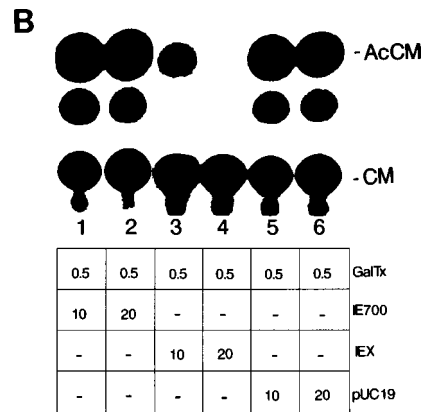 B
- AcCM
- CM
1 2 3 4 5 6
0.5 0.5 0.5 0.5 0.5 0.5 GalTx
10 20 - - - - IE700
- - 10 20 - - IEX
- - - - 10 20 pUC19